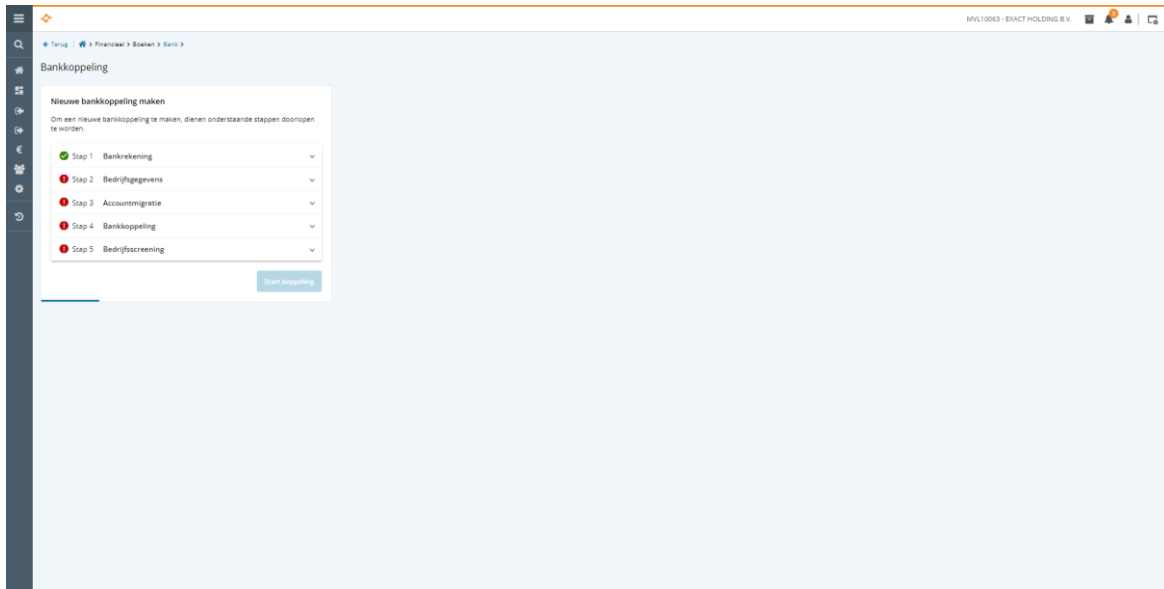 MVL10063 - EXACT HOLDING B.V.
3
Terug | > Financieel > Boeken > Bank >
Bankkoppeling
Nieuwe bankkoppeling maken
Om een nieuwe bankkoppeling te maken, dienen onderstaande stappen doorlopen
te worden.
Stap 1 Bankrekening
Stap 2 Bedrijfsgegevens
Stap 3 Accountmigratie
Stap 4 Bankkoppeling
Stap 5 Bedrijfsscreening
Start koppeling